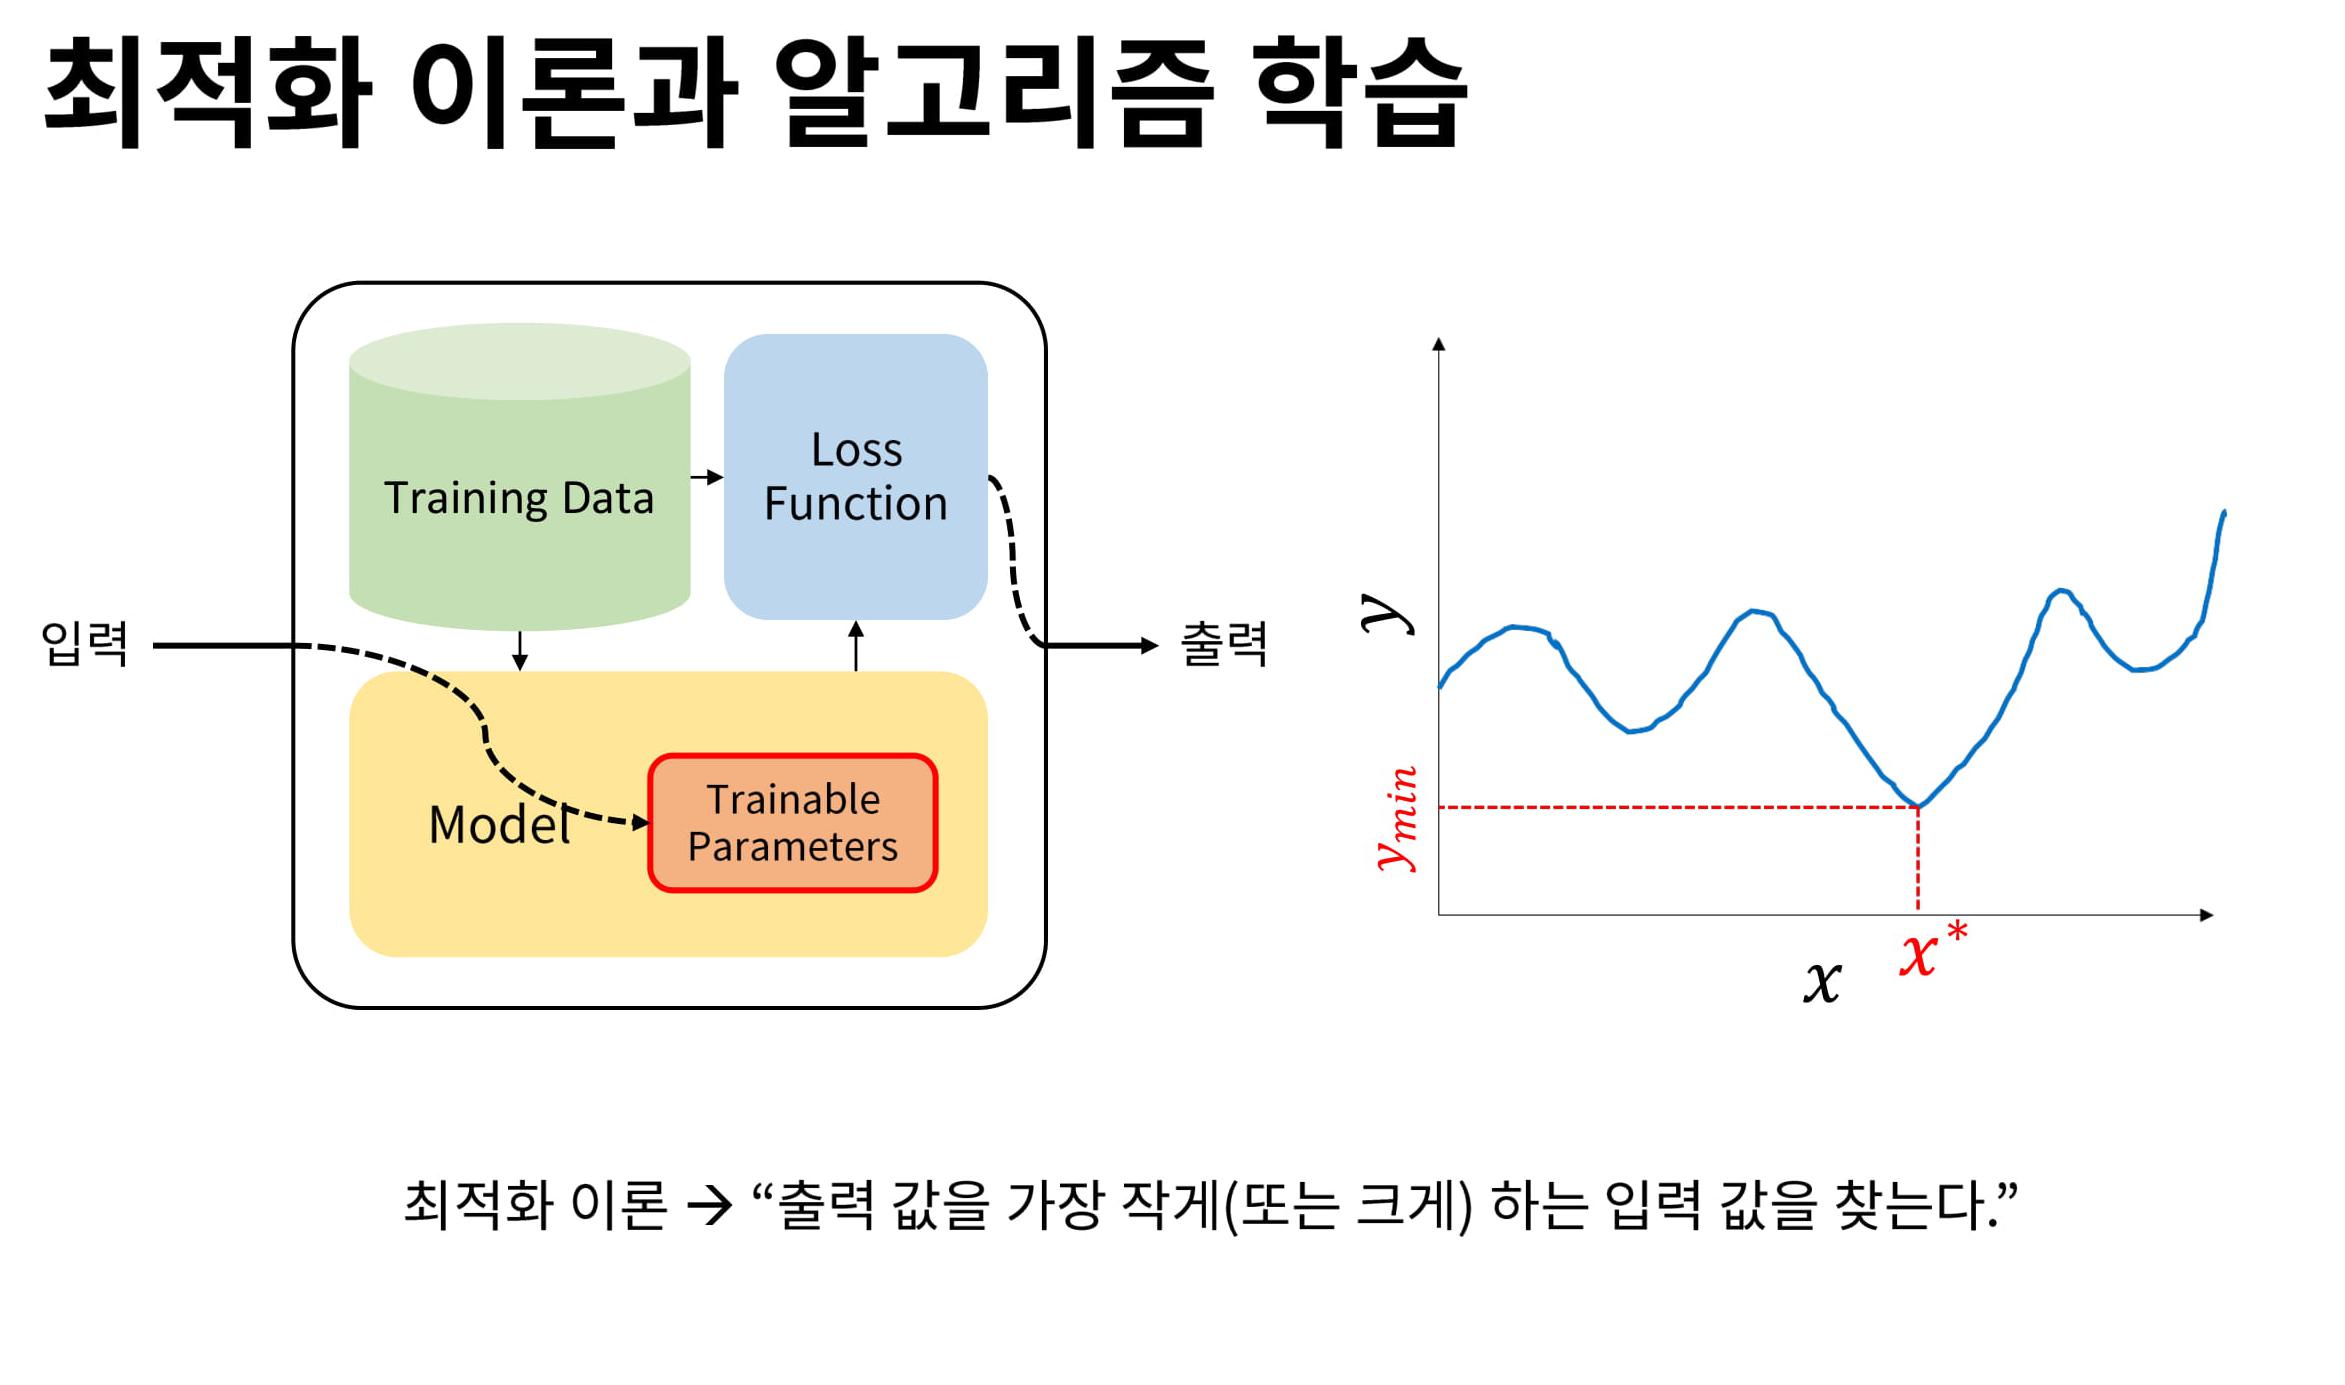 최적화 이론과 알고리즘 학습
Training Data
Loss
Function
입력
출력
Model
Trainable
Parameters
y
y_min
x
x*
최적화 이론 → “출력 값을 가장 작게(또는 크게) 하는 입력 값을 찾는다.”